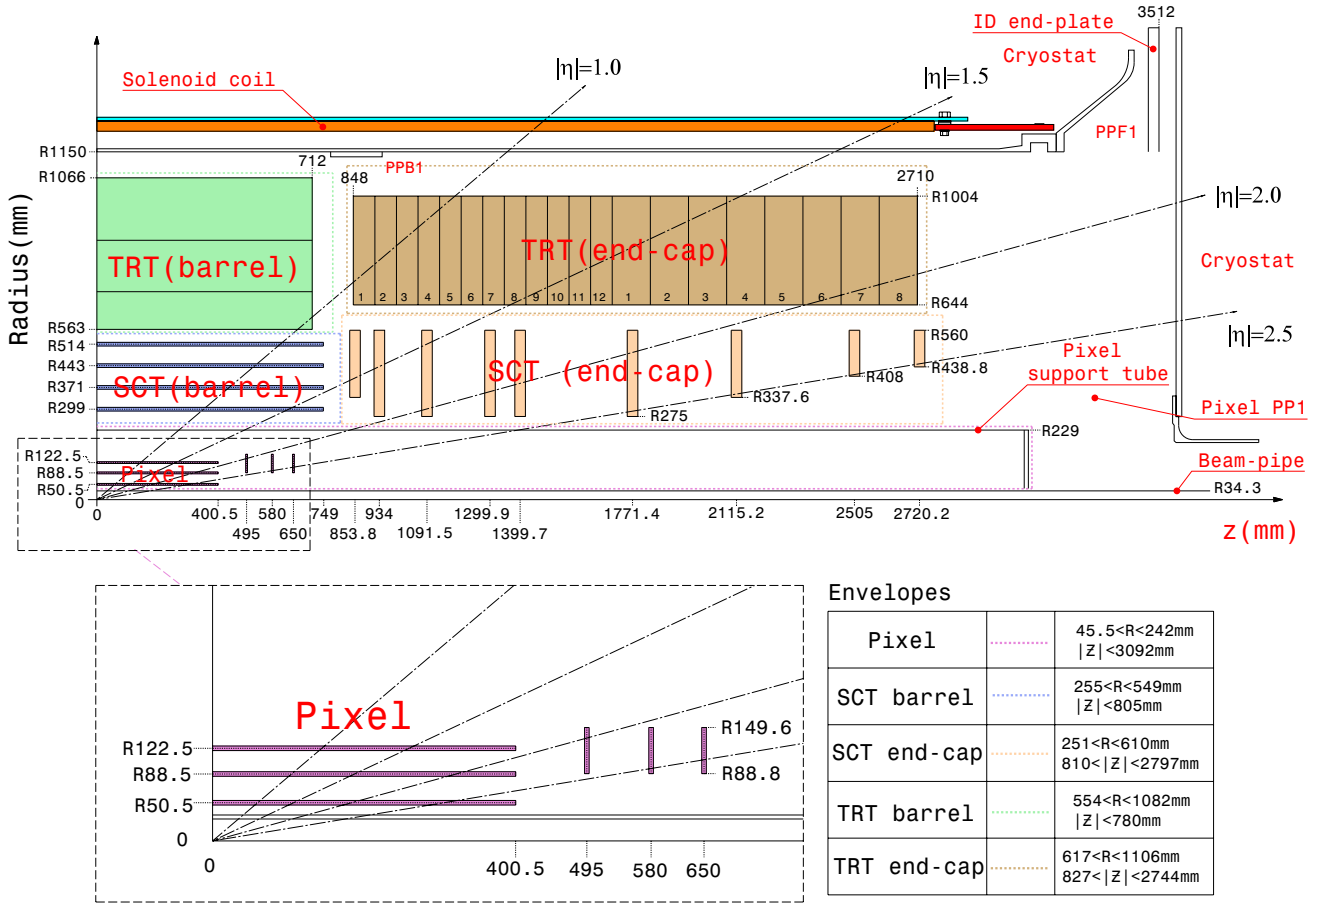 3512
ID end-plate
Cryostat
|η|=1.0
|η|=1.5
Solenoid coil
PPF1
R1150
712
PPB1
R1066
848
2710
R1004
|η|=2.0
Radius(mm)
TRT(barrel)
TRT(end-cap)
Cryostat
1 2 3 4 5 6 7 8 9 10 11 12 1 2 3 4 5 6 7 8
R644
R563
R560
|η|=2.5
R514
Pixel
support tube
R443
R438.8
R371
SCT(barrel)
SCT (end-cap)
R408
R337.6
R299
R275
Pixel PP1
R229
R122.5
R88.5
Pixel
Beam-pipe
R50.5
R34.3
0
0
400.5
580
749
934
1299.9
1771.4
2115.2
2505
2720.2
495
650
853.8
1091.5
1399.7
z(mm)
Envelopes
Pixel
45.5<R<242mm
|Z|<3092mm
SCT barrel
255<R<549mm
|Z|<805mm
SCT end-cap
251<R<610mm
810<|Z|<2797mm
TRT barrel
554<R<1082mm
|Z|<780mm
TRT end-cap
617<R<1106mm
827<|Z|<2744mm
Pixel
R149.6
R122.5
R88.5
R88.8
R50.5
0
0
400.5
495
580
650